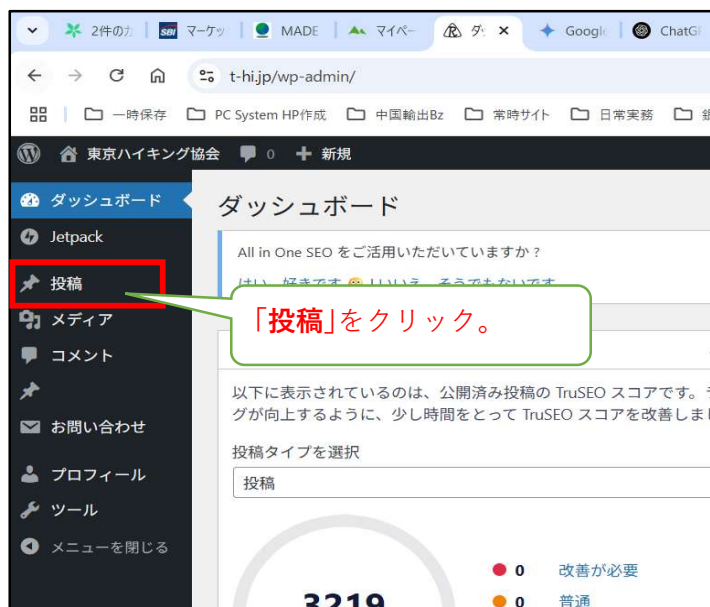 2件のカ SBI マーケッ MADE マイペー ダッ Google ChatG
t-hi.jp/wp-admin/
一時保存 PC System HP作成 中国輸出Bz 常時サイト 日常実務
東京ハイキング協会 0 新規
ダッシュボード
Jetpack
投稿
メディア
コメント
お問い合わせ
プロフィール
ツール
メニューを閉じる
ダッシュボード
All in One SEO をご活用いただいていますか ?
「投稿」をクリック。
以下に表示されているのは、公開済み投稿の TruSEO スコアです。
グが向上するように、少し時間をとって TruSEO スコアを改善しま
投稿タイプを選択
投稿
3219
0 改善が必要
0 普通